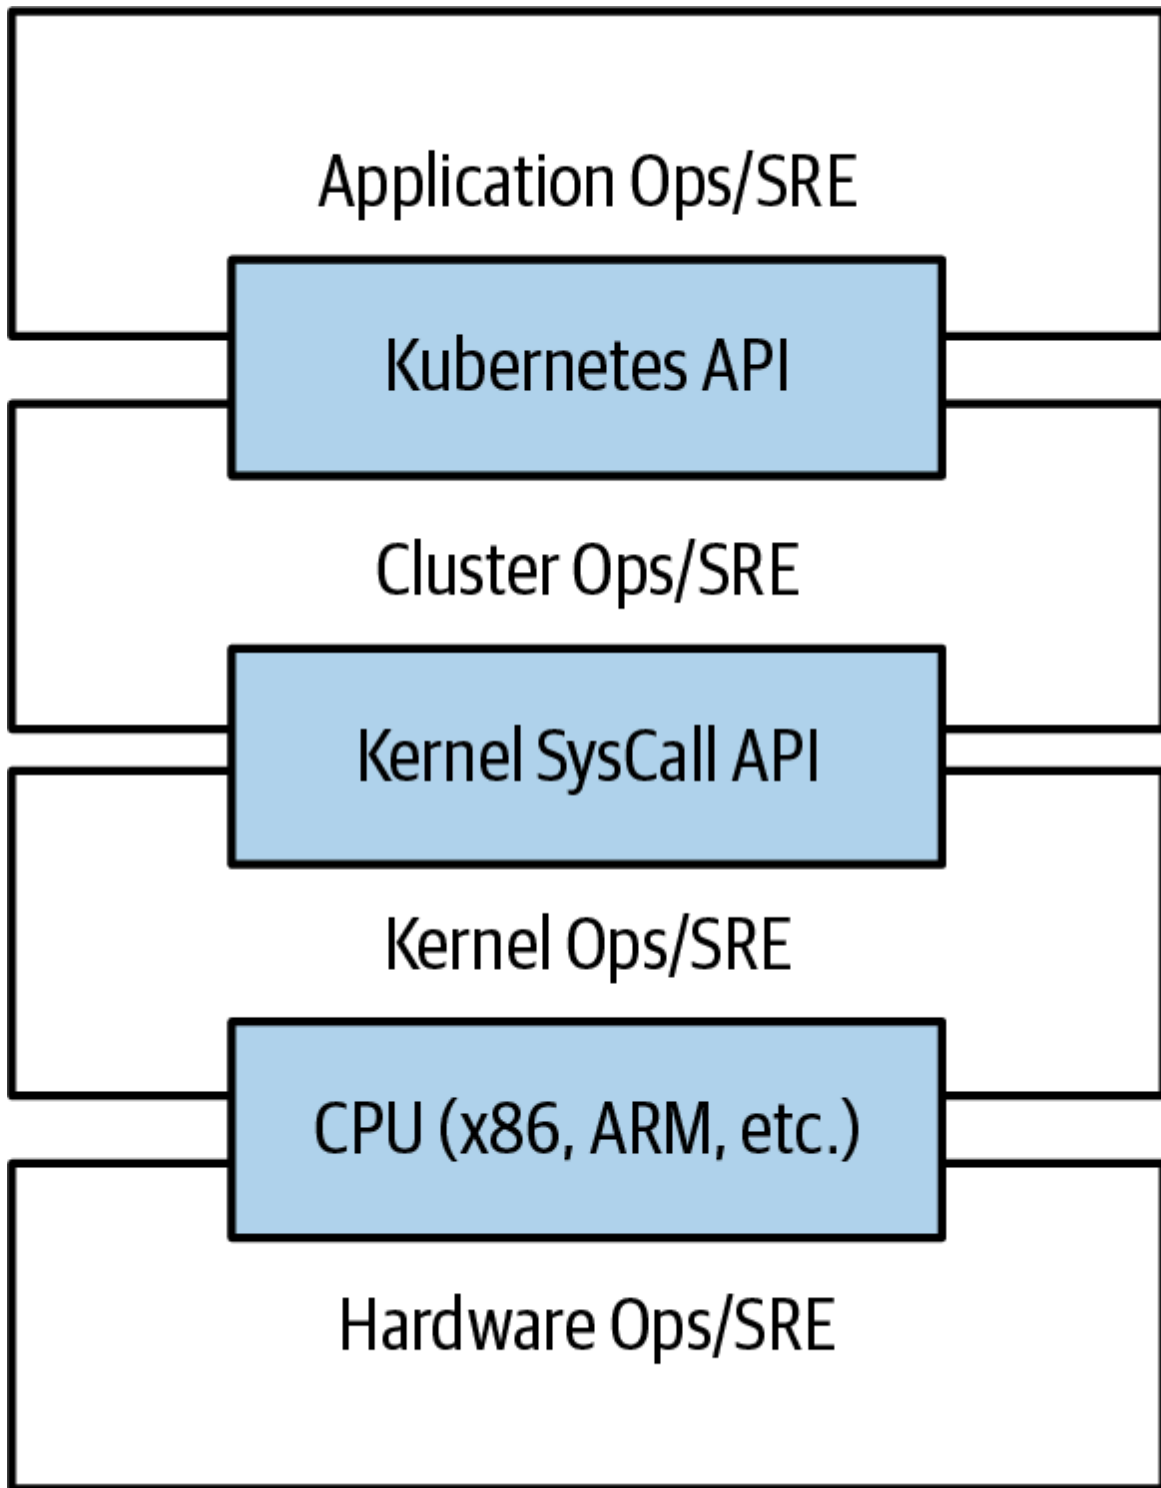 Application Ops/SRE
Kubernetes API
Cluster Ops/SRE
Kernel SysCall API
Kernel Ops/SRE
CPU (x86, ARM, etc.)
Hardware Ops/SRE